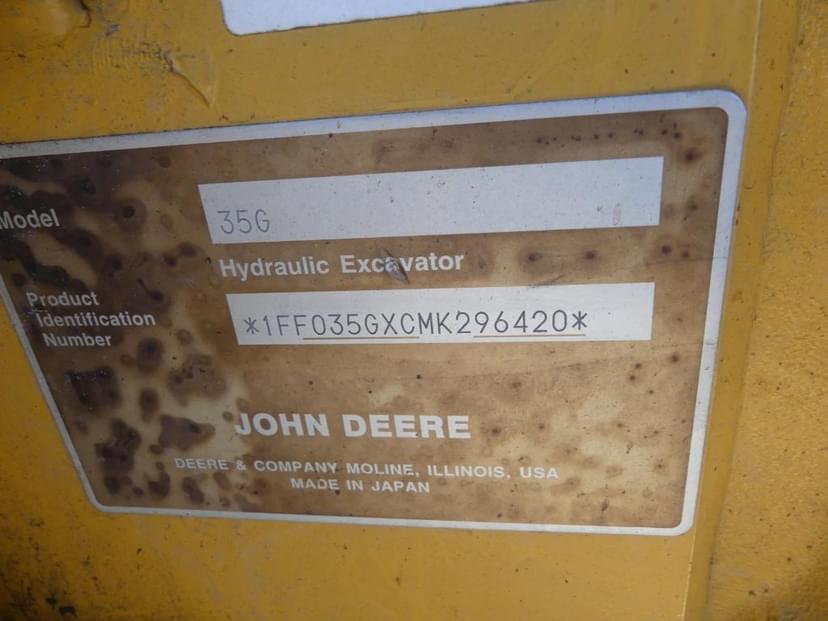 Model
35G
Hydraulic Excavator
Product
Identification
Number
*1FF035GXCMK296420*
JOHN DEERE
DEERE & COMPANY MOLINE, ILLINOIS, USA
MADE IN JAPAN